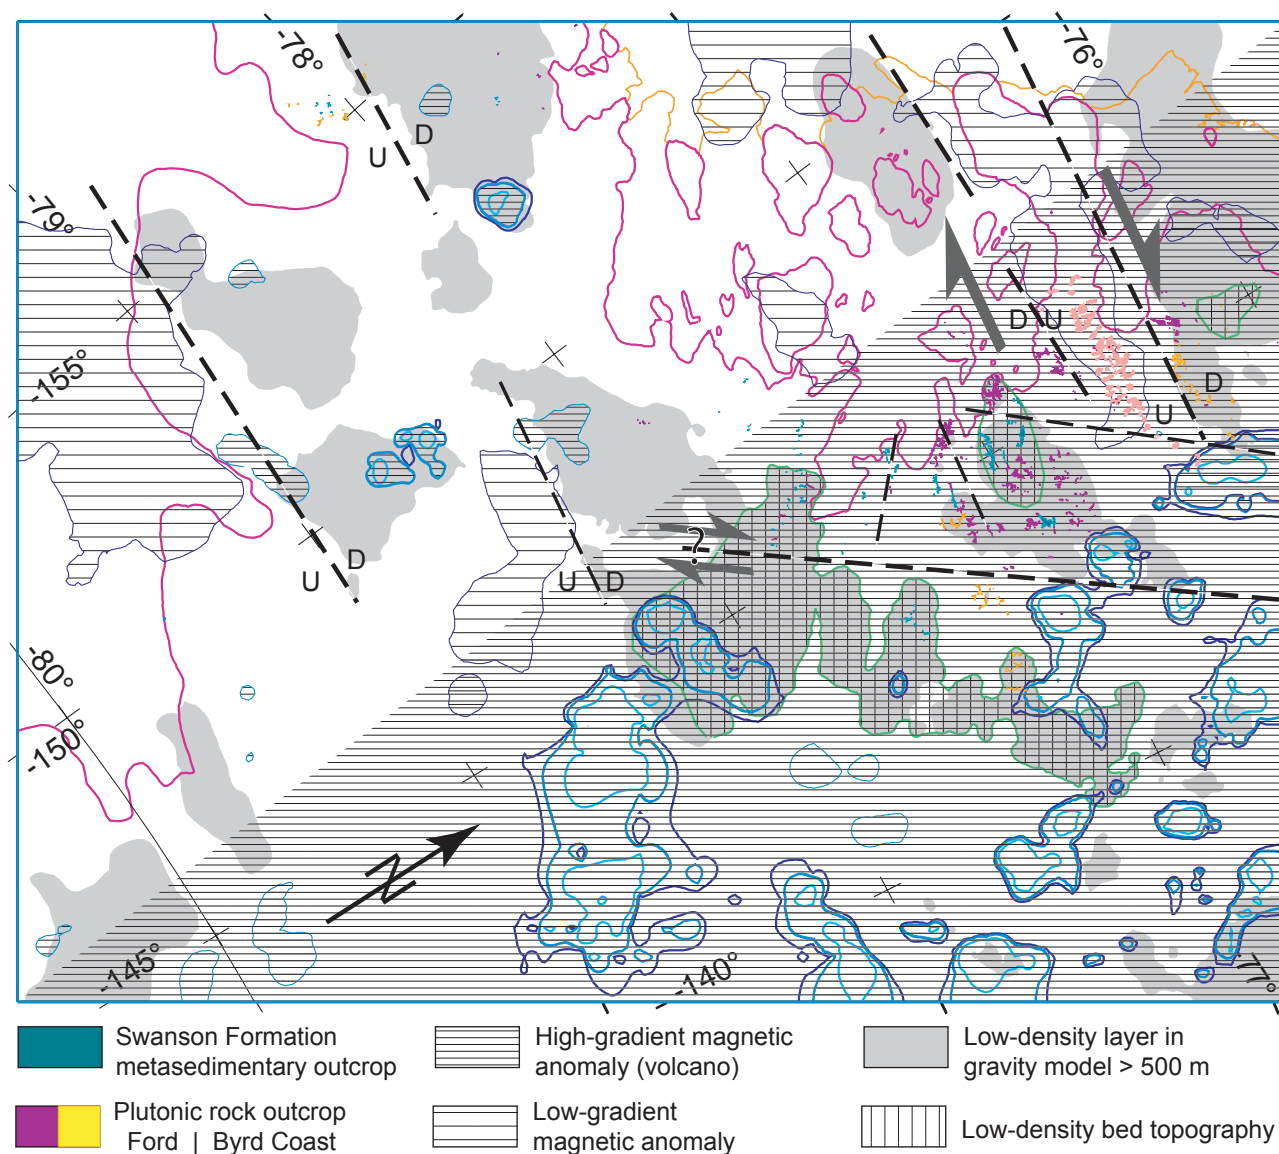 -78°
-76°
D
U
-79°
D
U
-155°
D
U
?
D
U
U
D
-80°
-150°
N
-145°
-140°
-77°
Swanson Formation
metasedimentary outcrop
High-gradient magnetic
anomaly (volcano)
Low-density layer in
gravity model > 500 m
Plutonic rock outcrop
Ford | Byrd Coast
Low-gradient
magnetic anomaly
Low-density bed topography